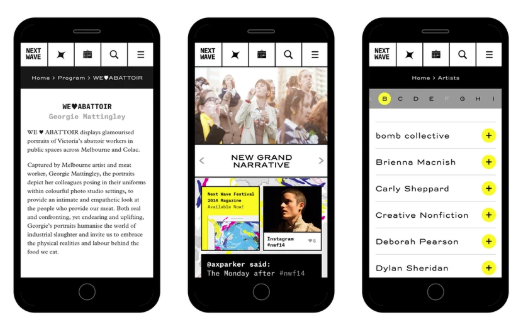 NEXT
WAVE
Home > Program > WE♥ABATTOIR
WE♥ABATTOIR
Georgia Mattingley
WE ♥ ABATTOIR displays glamourised
portraits of Victoria's abattoir workers in
public spaces across Melbourne and Colac.
Captured by Melbourne artist and meat
worker, Georgie Mattingley, the portraits
depict her colleagues posing in their uniforms
within colourful photo studio settings, to
provide an intimate and empathetic look at
the people who provide our meat. Both real
and confronting, yet endearing and uplifting,
Georgie's portraits humanise the world of
industrial slaughter and invite us to embrace
the physical realities and labour behind the
food we eat.
NEXT
WAVE
< NEW GRAND >
NARRATIVE
Next Wave Festival
2014 Magazine
Available Now!
Instagram
#nwf14
@axparker said:
The Monday after #nwf14
NEXT
WAVE
Home > Artists
B C D E F G H I
bomb collective +
Brienna Macnish +
Carly Sheppard +
Creative Nonfiction +
Deborah Pearson +
Dylan Sheridan +